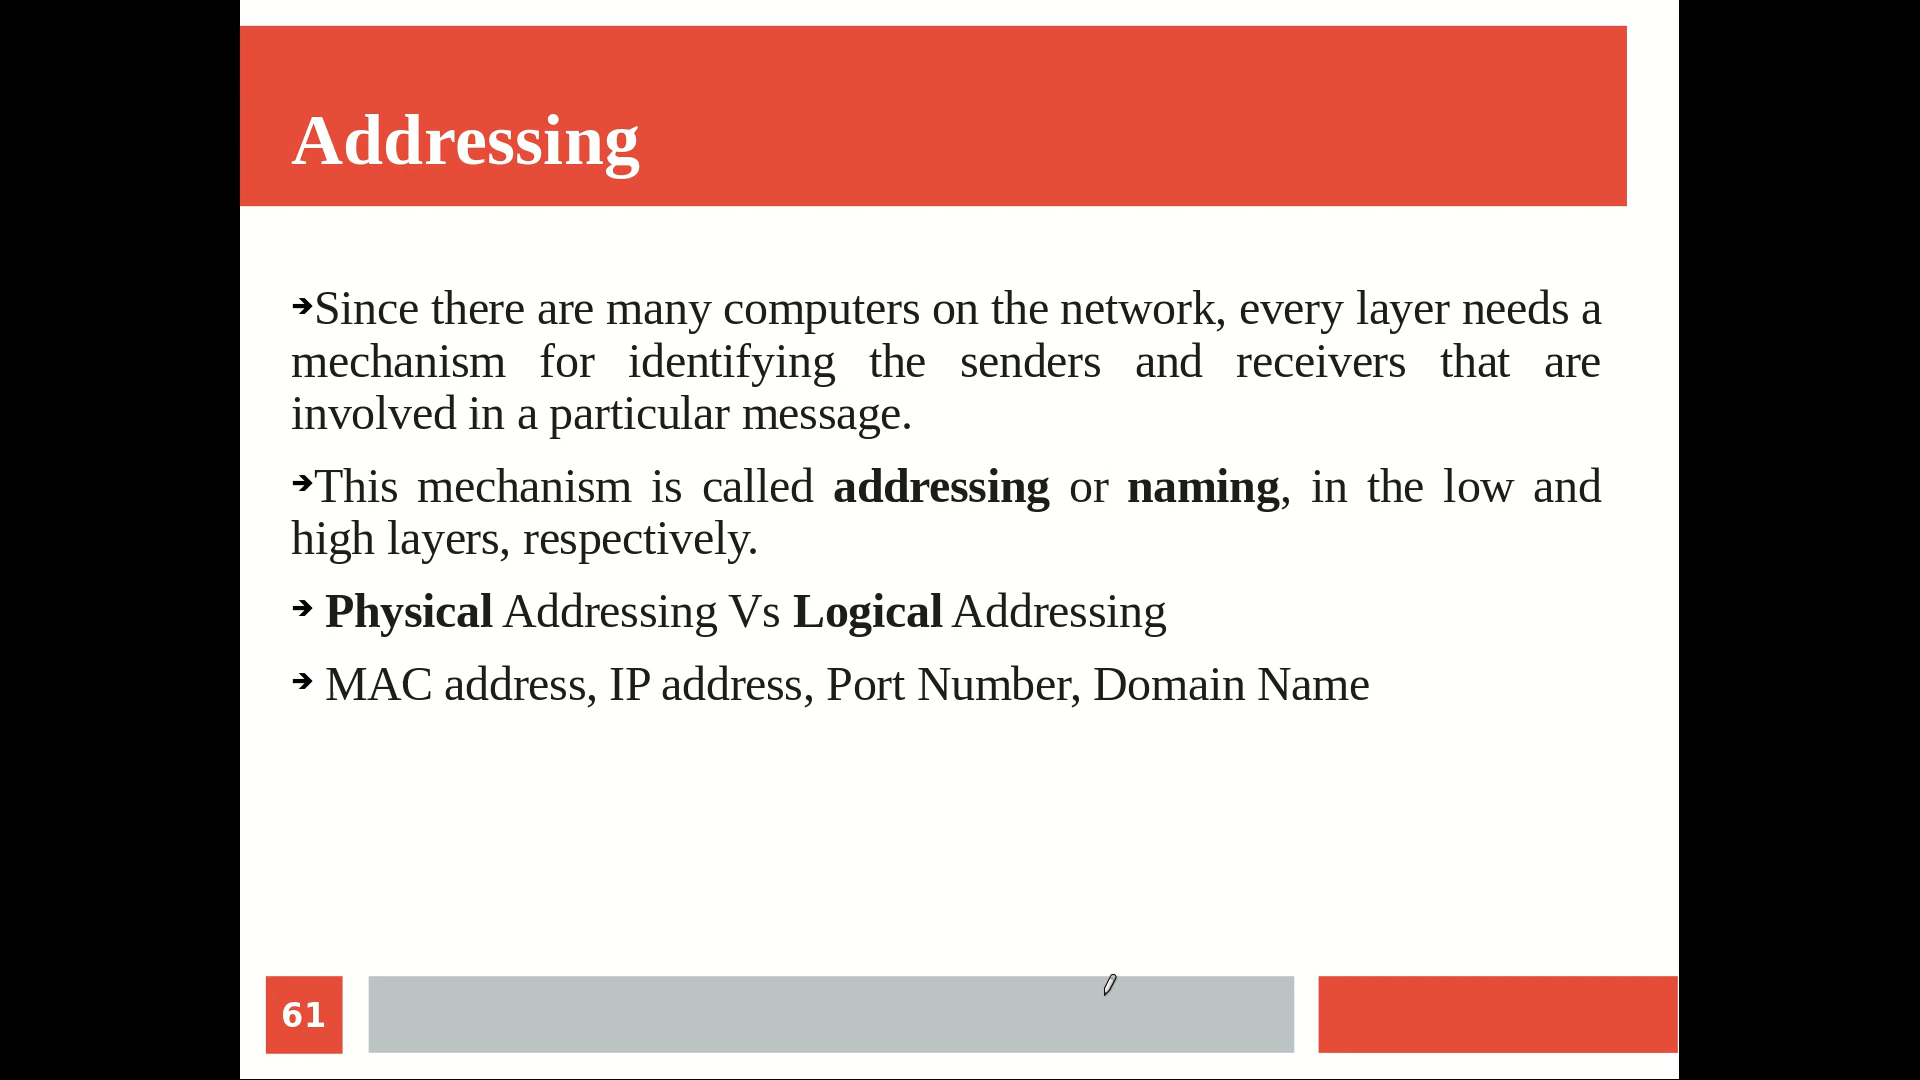 Addressing
➔Since there are many computers on the network, every layer needs a
mechanism for identifying the senders and receivers that are
involved in a particular message.
➔This mechanism is called addressing or naming, in the low and
high layers, respectively.
➔ Physical Addressing Vs Logical Addressing
➔ MAC address, IP address, Port Number, Domain Name
61